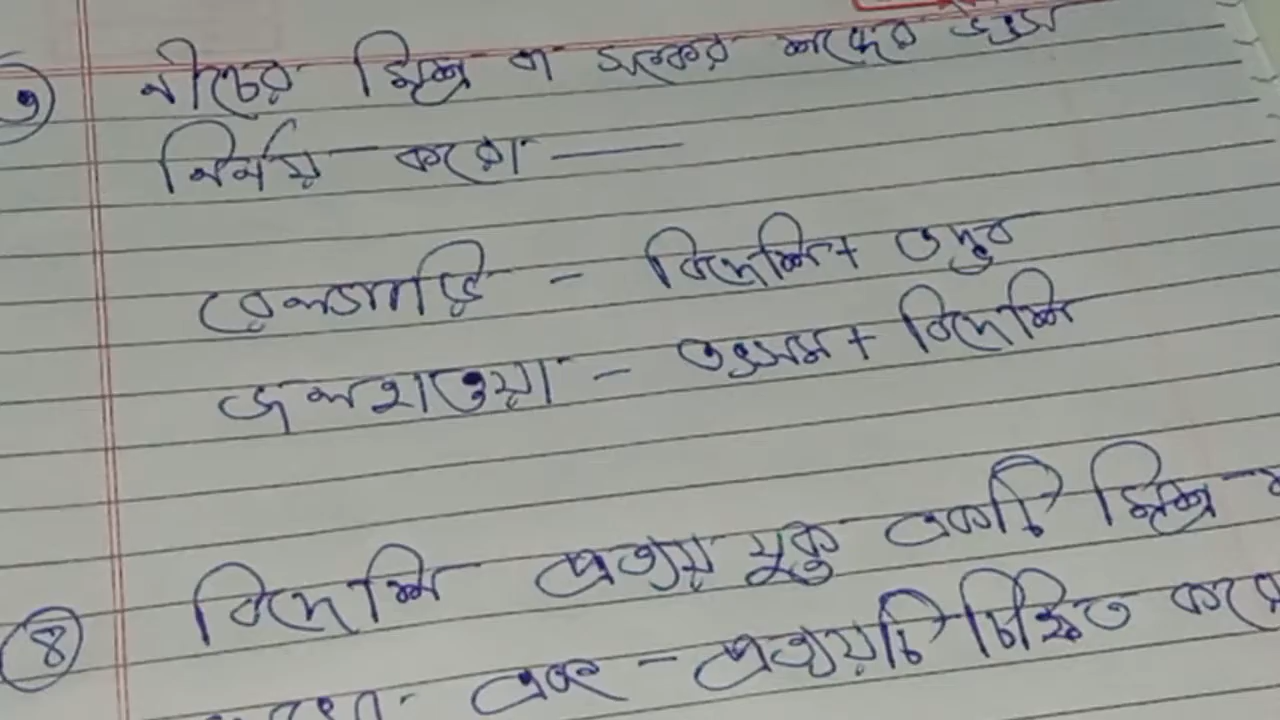 ৩ নীচের মিশ্র বা সংকর শব্দের উৎস
নির্ণয় করো —
রেলগাড়ি - বিদেশি + তদ্ভব
জলহাওয়া - তৎসম + বিদেশি
৪ বিদেশি প্রত্যয় যুক্ত একটি মিশ্র
এবং - প্রত্যয়টি চিহ্নিত করো